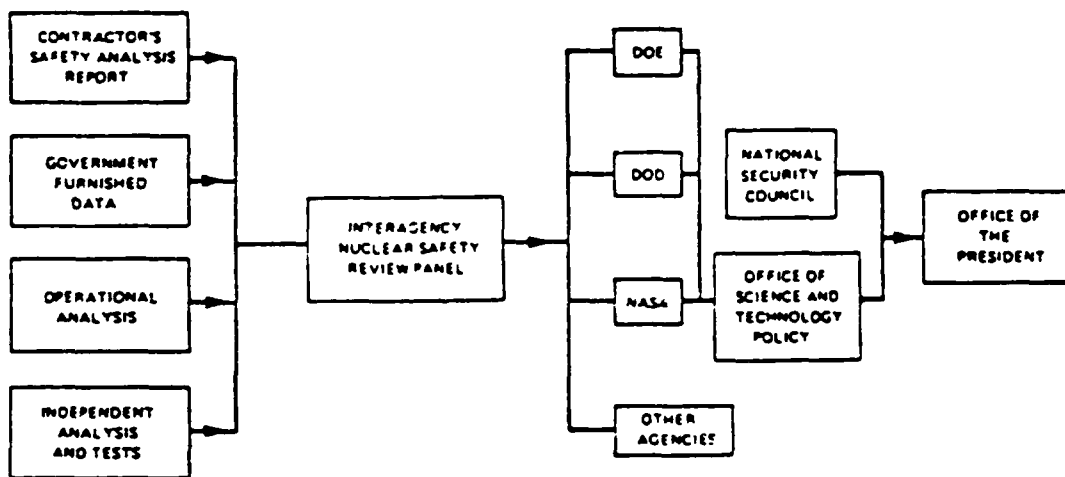 CONTRACTOR'S
SAFETY ANALYSIS
REPORT
GOVERNMENT
FURNISHED
DATA
OPERATIONAL
ANALYSIS
INDEPENDENT
ANALYSIS
AND TESTS
INTERAGENCY
NUCLEAR SAFETY
REVIEW PANEL
DOE
DOD
NASA
OTHER
AGENCIES
NATIONAL
SECURITY
COUNCIL
OFFICE OF
SCIENCE AND
TECHNOLOGY
POLICY
OFFICE OF
THE
PRESIDENT